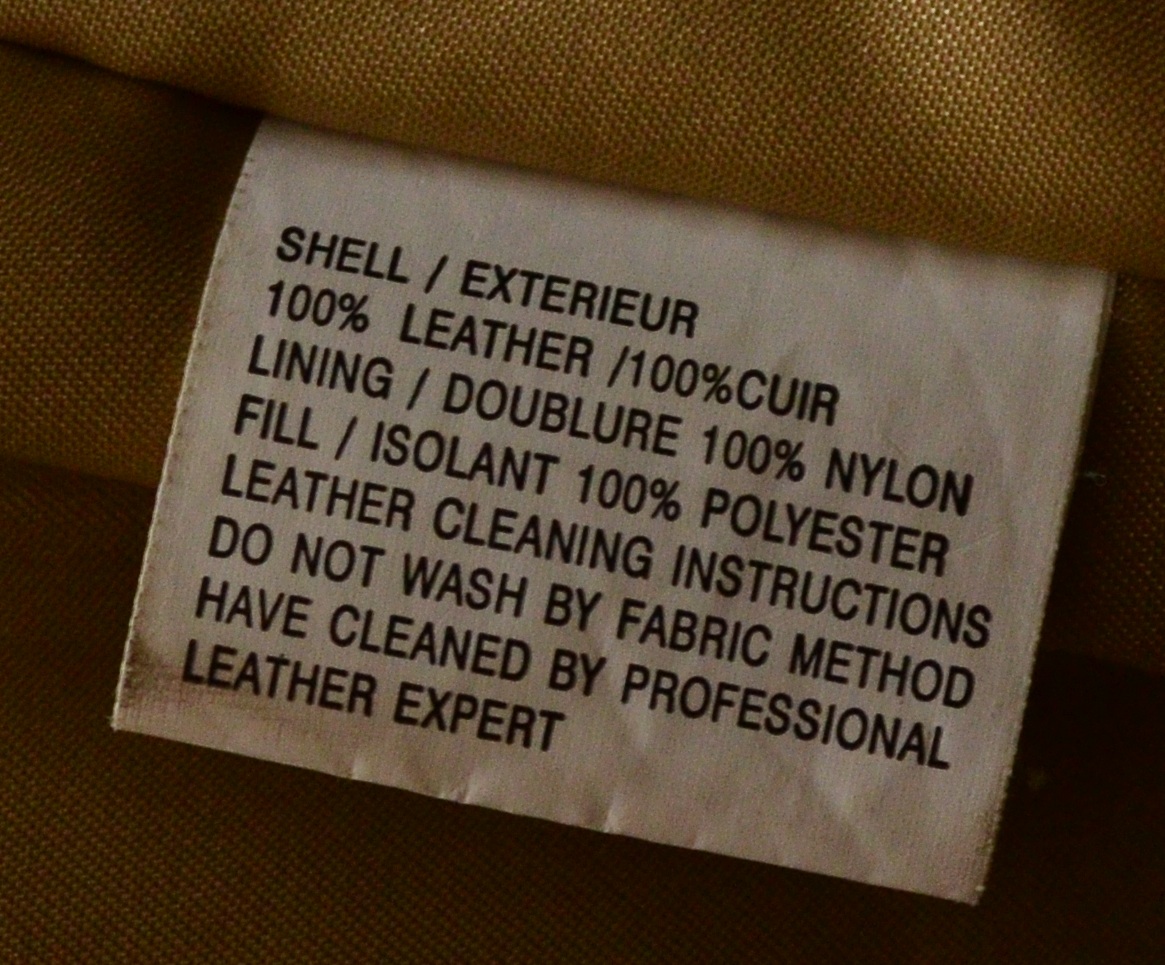 SHELL / EXTERIEUR
100% LEATHER /100%CUIR
LINING / DOUBLURE 100% NYLON
FILL / ISOLANT 100% POLYESTER
LEATHER CLEANING INSTRUCTIONS
DO NOT WASH BY FABRIC METHOD
HAVE CLEANED BY PROFESSIONAL
LEATHER EXPERT